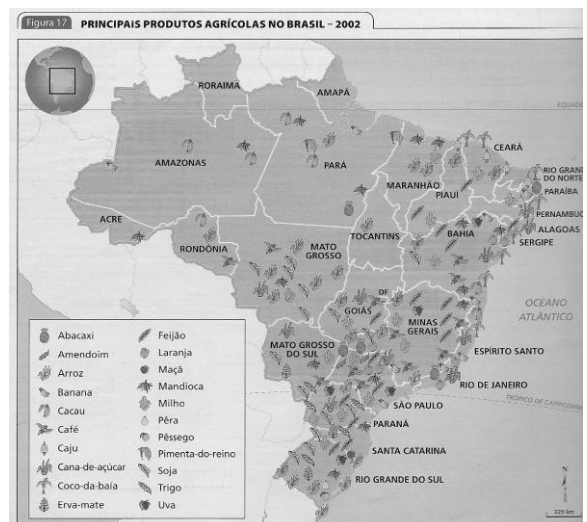 Figura 17 PRINCIPAIS PRODUTOS AGRÍCOLAS NO BRASIL – 2002
RORAIMA
AMAPÁ
EQUADOR
AMAZONAS
PARÁ
CEARÁ
MARANHÃO
RIO GRANDE
DO NORTE
PIAUÍ
PARAÍBA
PERNAMBUCO
ACRE
TOCANTINS
BAHIA
ALAGOAS
SERGIPE
RONDÔNIA
MATO
GROSSO
DF
GOIÁS
MINAS
GERAIS
OCEANO
ATLÂNTICO
MATO GROSSO
DO SUL
ESPÍRITO SANTO
RIO DE JANEIRO
TRÓPICO DE CAPRICÓRNIO
SÃO PAULO
PARANÁ
SANTA CATARINA
RIO GRANDE DO SUL
Abacaxi
Amendoim
Arroz
Banana
Cacau
Café
Caju
Cana-de-açúcar
Coco-da-baía
Erva-mate
Feijão
Laranja
Maçã
Mandioca
Milho
Pêra
Pêssego
Pimenta-do-reino
Soja
Trigo
Uva
N
325 km